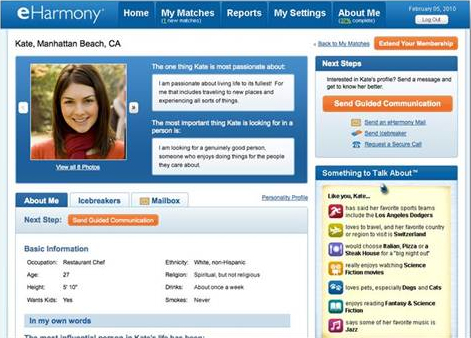 eHarmony®
Home
My Matches
(1 new matches)
Reports
My Settings
About Me
complete)
February 05, 2010
Log Out
Kate, Manhattan Beach, CA
« Back to My Matches
Extend Your Membership
The one thing Kate is most passionate about:
I am passionate about living life to its fullest! For
me that includes traveling to new places and
experiencing all sorts of things.
The most important thing Kate is looking for in a
person is:
I am looking for a genuinely good person,
someone who enjoys doing things for the people
they care about.
View all 8 Photos
Next Steps
Interested in Kate's profile? Send a message and
get to know her better.
Send Guided Communication
Send an eHarmony Mail
Send Icebreaker
Request a Secure Call
About Me
Icebreakers
Mailbox
Personality Profile
Next Step:
Send Guided Communication
Basic Information
Occupation: Restaurant Chef
Ethnicity: White, non-Hispanic
Age: 27
Religion: Spiritual, but not religious
Height: 5' 10"
Drinks: About once a week
Wants Kids: Yes
Smokes: Never
In my own words
The most influential person in Kate's life has been:
Something to Talk About™
Like you, Kate...
has said her favorite sports teams
include the Los Angeles Dodgers
loves to travel, and her favorite country
or region to visit is Switzerland
would choose Italian, Pizza or a
Steak House for a "big night out"
really enjoys watching Science
Fiction movies
loves pets, especially Dogs and Cats
enjoys reading Fantasy & Science
Fiction
says some of her favorite music is
Jazz